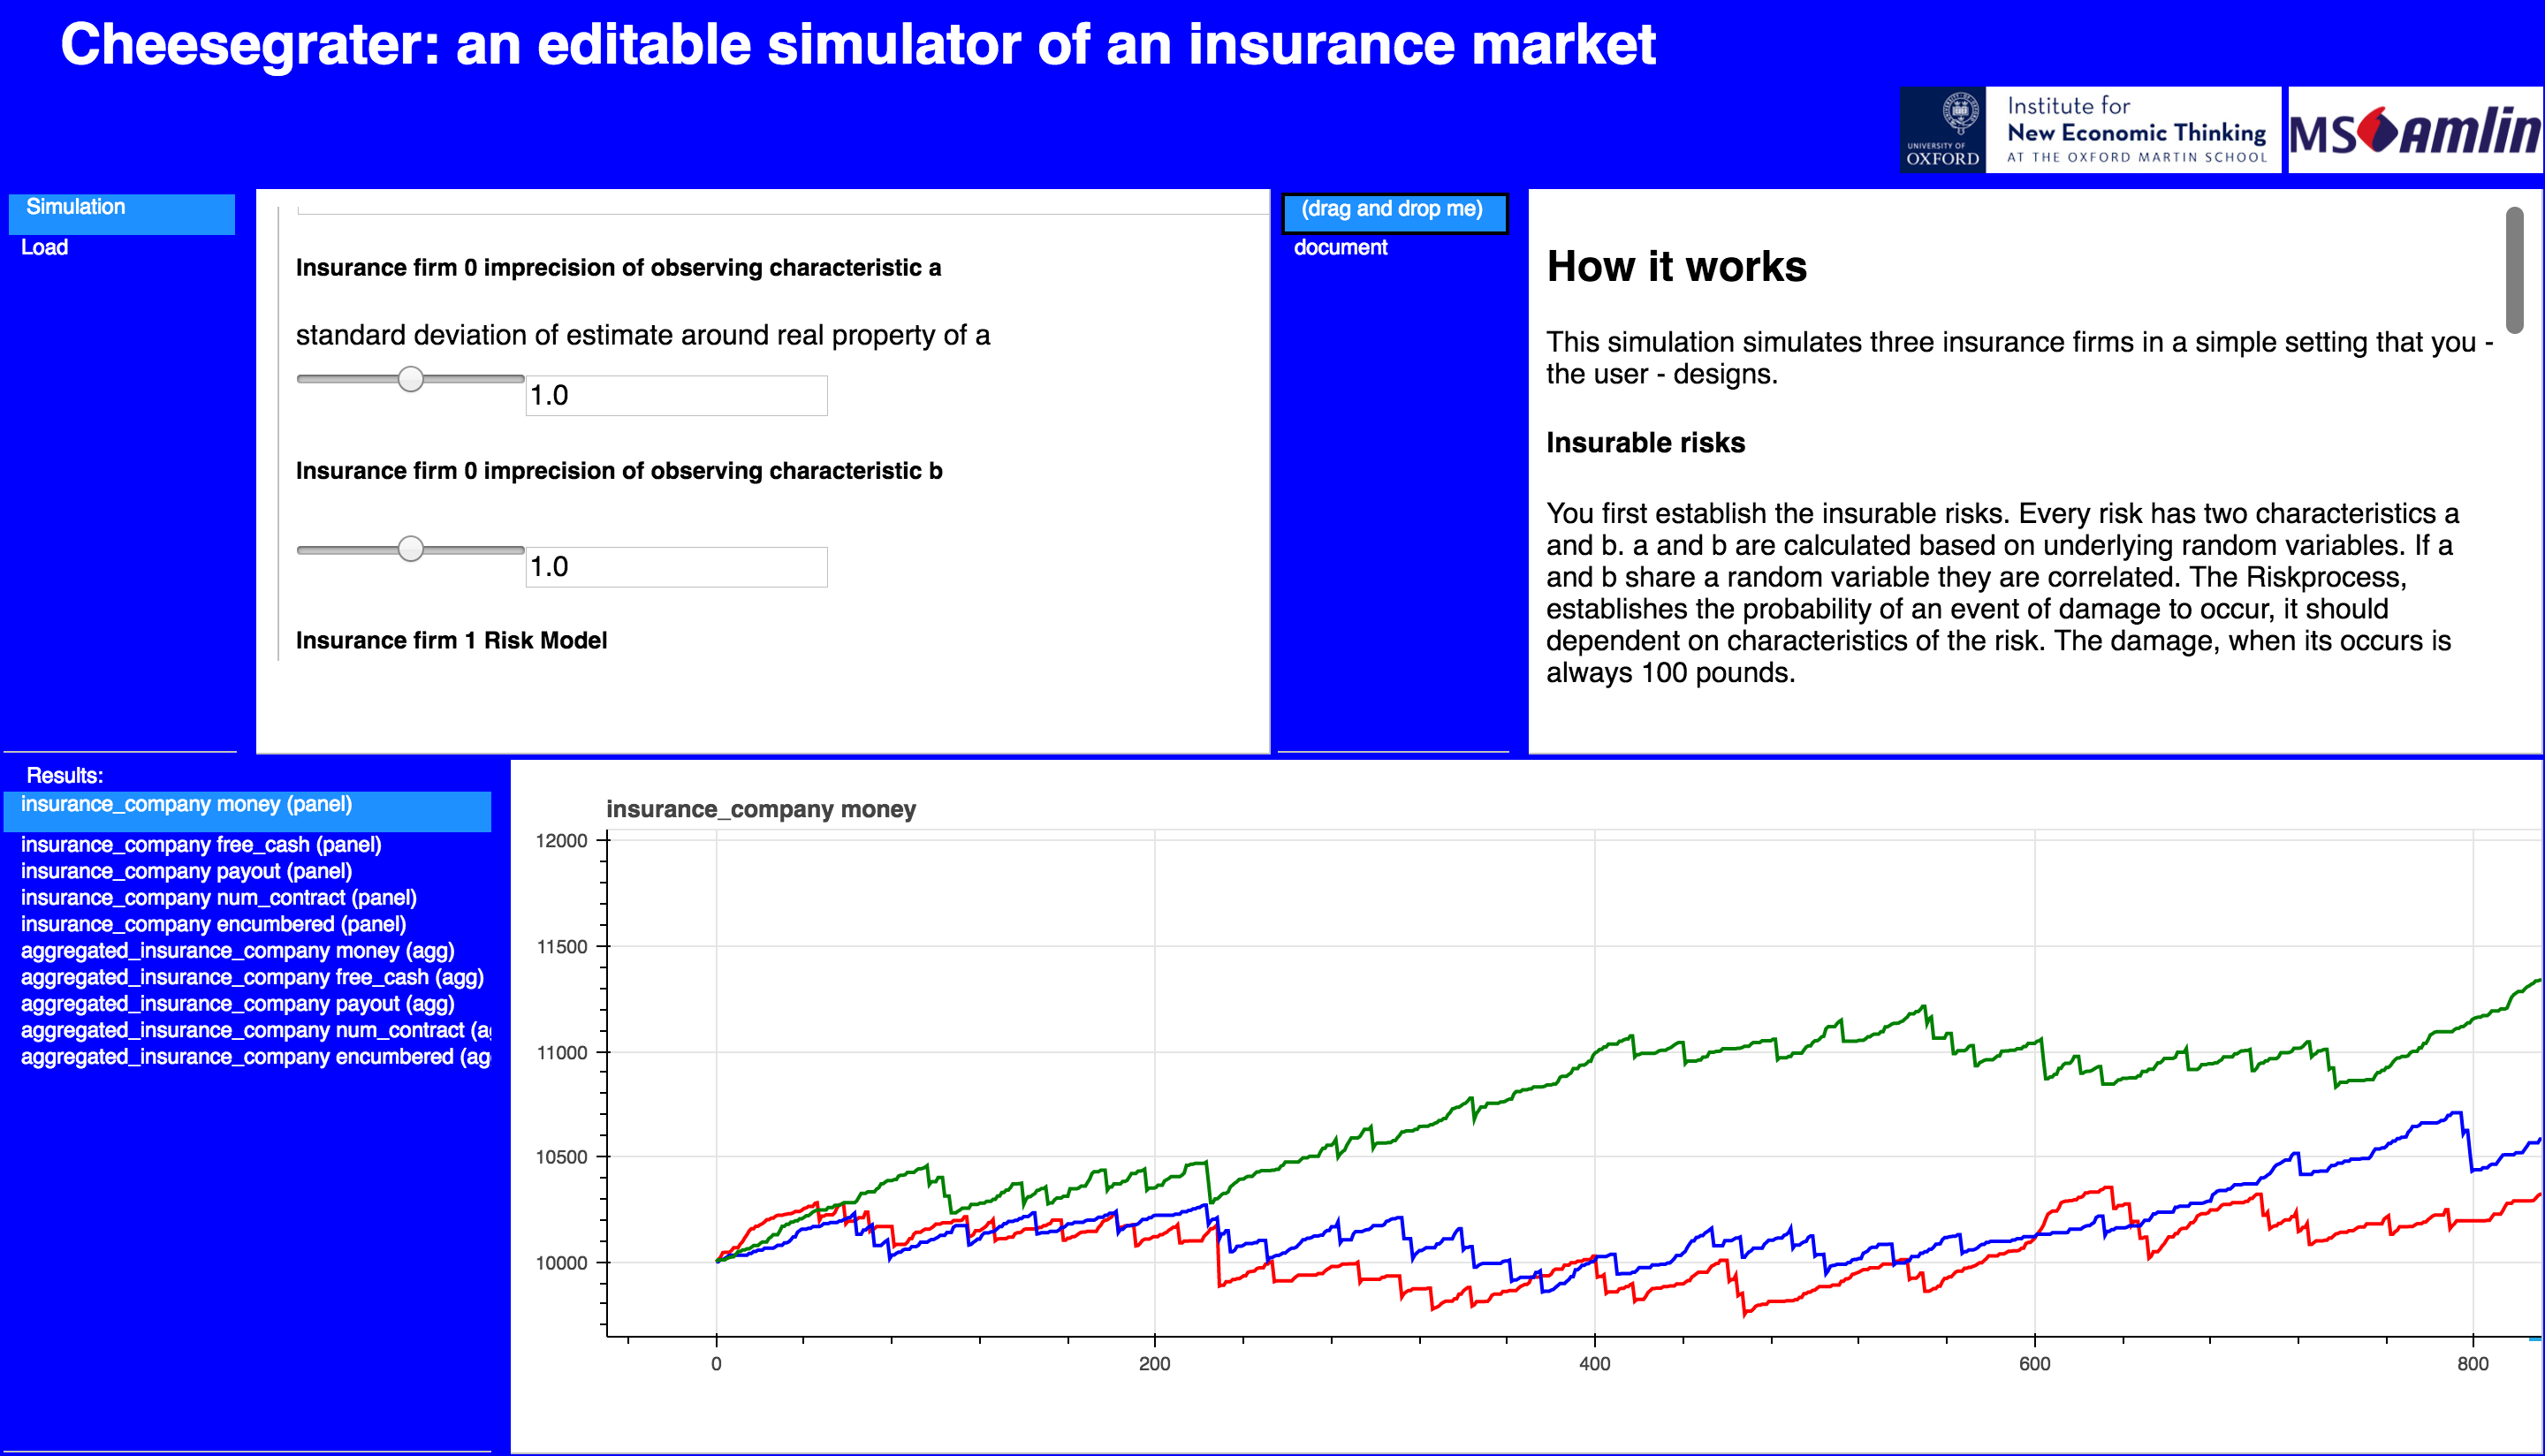 Cheesegrater: an editable simulator of an insurance market
UNIVERSITY OF
OXFORD
Institute for
New Economic Thinking
AT THE OXFORD MARTIN SCHOOL
MS Amlin
Simulation
Load
Insurance firm 0 imprecision of observing characteristic a
standard deviation of estimate around real property of a
1.0
Insurance firm 0 imprecision of observing characteristic b
1.0
Insurance firm 1 Risk Model
(drag and drop me)
document
How it works
This simulation simulates three insurance firms in a simple setting that you -
the user - designs.
Insurable risks
You first establish the insurable risks. Every risk has two characteristics a
and b. a and b are calculated based on underlying random variables. If a
and b share a random variable they are correlated. The Riskprocess,
establishes the probability of an event of damage to occur, it should
dependent on characteristics of the risk. The damage, when its occurs is
always 100 pounds.
Results:
insurance_company money (panel)
insurance_company free_cash (panel)
insurance_company payout (panel)
insurance_company num_contract (panel)
insurance_company encumbered (panel)
aggregated_insurance_company money (agg)
aggregated_insurance_company free_cash (agg)
aggregated_insurance_company payout (agg)
aggregated_insurance_company num_contract (a
aggregated_insurance_company encumbered (ag
insurance_company money
12000
11500
11000
10500
10000
0
200
400
600
800